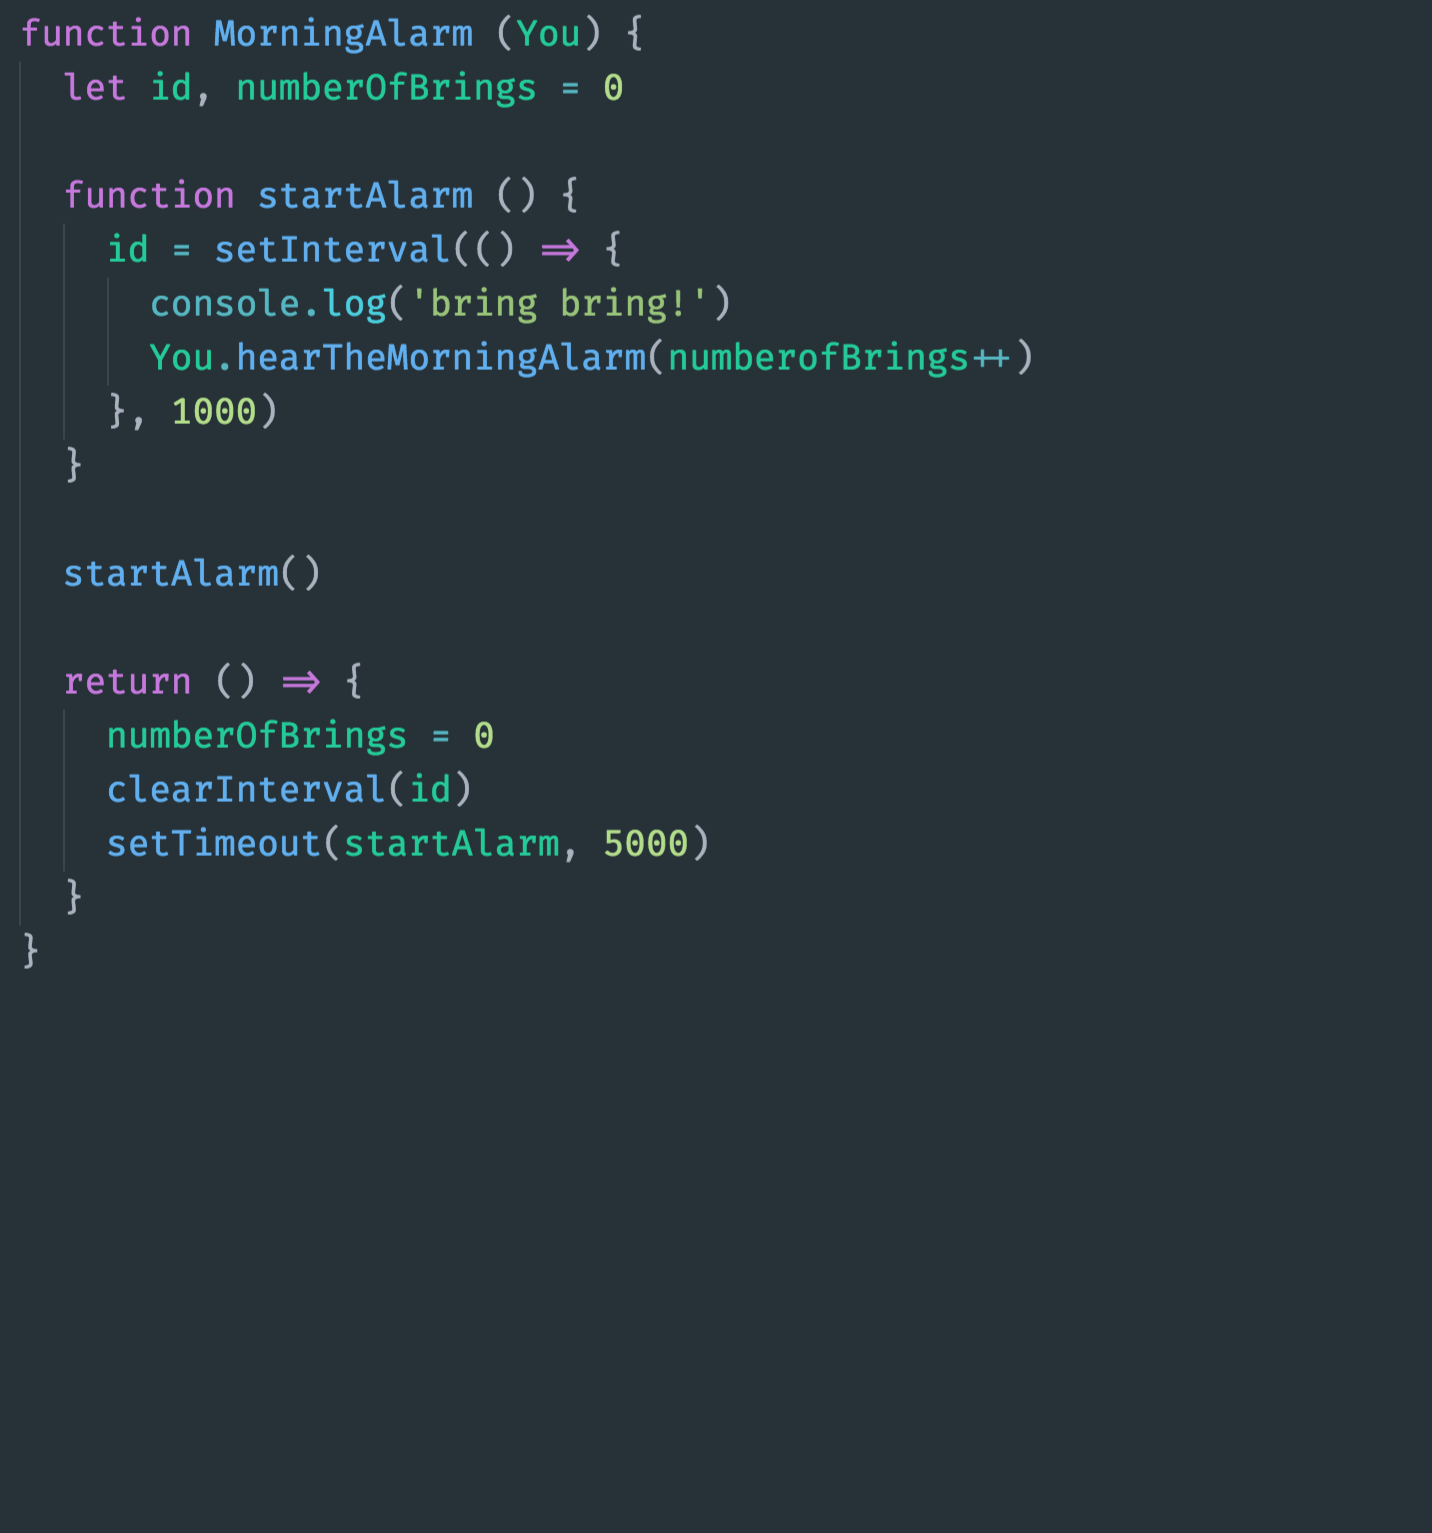 function MorningAlarm (You) {
  let id, numberOfBrings = 0

  function startAlarm () {
    id = setInterval(() => {
      console.log('bring bring!')
      You.hearTheMorningAlarm(numberofBrings++)
    }, 1000)
  }

  startAlarm()

  return () => {
    numberOfBrings = 0
    clearInterval(id)
    setTimeout(startAlarm, 5000)
  }
}